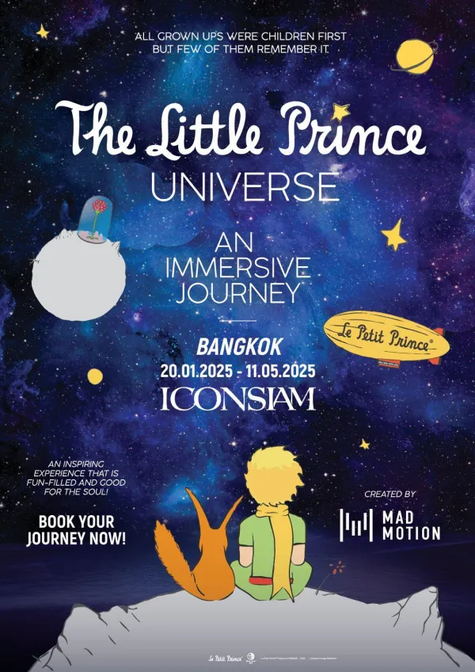 ALL GROWN UPS WERE CHILDREN FIRST
BUT FEW OF THEM REMEMBER IT.
The Little Prince
UNIVERSE
AN
IMMERSIVE
JOURNEY
Le Petit Prince®
BANGKOK
20.01.2025 - 11.05.2025
ICONSIAM
AN INSPIRING
EXPERIENCE THAT IS
FUN-FILLED AND GOOD
FOR THE SOUL!
BOOK YOUR
JOURNEY NOW!
CREATED BY
MAD
MOTION
Le Petit Prince